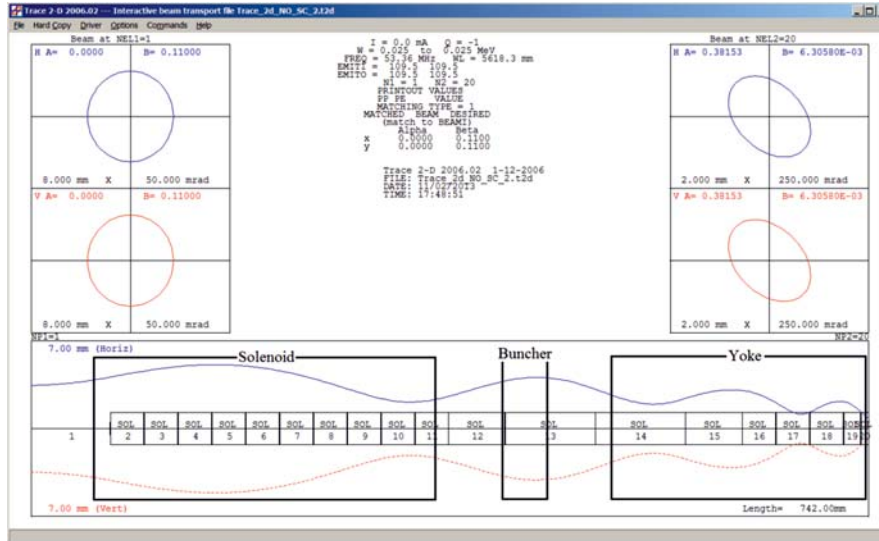 Trace 2-D 2006.02 --- Interactive beam transport file Trace_2d_NO_SC_2.t2d
File Hard Copy Driver Options Commands Help
Beam at NEL1=1
H A= 0.0000 B= 0.11000
8.000 mm X 50.000 mrad
V A= 0.0000 B= 0.11000
8.000 mm X 50.000 mrad
I = 0.0 mA Q = -1
W = 0.025 to 0.025 MeV
FREQ = 53.36 MHz WL = 5618.3 mm
EMITI = 109.5 109.5
EMITO = 109.5 109.5
N1 = 1 N2 = 20
PRINTOUT VALUES
PP PE VALUE
MATCHING TYPE = 1
MATCHED BEAM DESIRED
(match to BEAMI)
Alpha Beta
x 0.0000 0.1100
y 0.0000 0.1100
Trace 2-D 2006.02 1-12-2006
FILE: Trace_2d_NO_SC_2.t2d
DATE: 11/02/2013
TIME: 17:48:51
Beam at NEL2=20
H A= 0.38153 B= 6.30580E-03
2.000 mm X 250.000 mrad
V A= 0.38153 B= 6.30580E-03
2.000 mm X 250.000 mrad
NP1=1 NP2=20
7.00 mm (Horiz)
Solenoid Buncher Yoke
SOL SOL SOL SOL SOL SOL SOL SOL SOL SOL SOL SOL SOL SOL SOL SOL SOL
1 2 3 4 5 6 7 8 9 10 11 12 13 14 15 16 17 18 19
7.00 mm (Vert) Length= 742.00mm